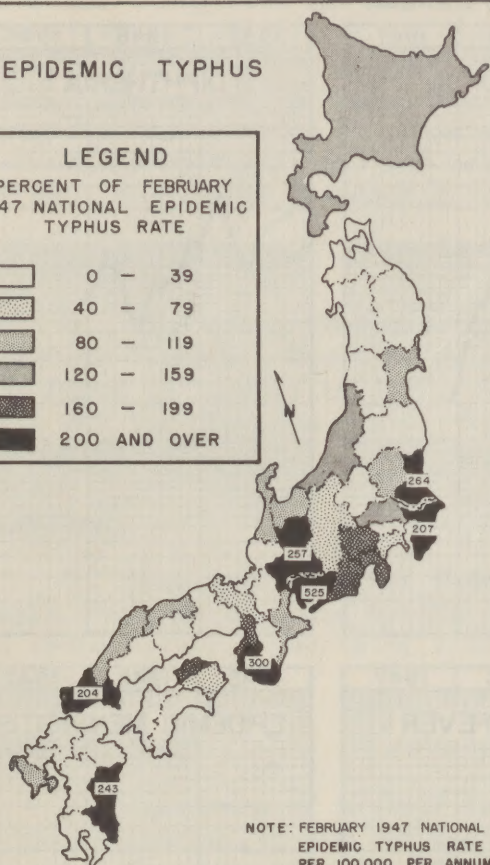 EPIDEMIC TYPHUS
LEGEND
PERCENT OF FEBRUARY
47 NATIONAL EPIDEMIC
TYPHUS RATE
0 — 39
40 — 79
80 — 119
120 — 159
160 — 199
200 AND OVER
N
264
207
257
525
300
204
243
NOTE: FEBRUARY 1947 NATIONAL
EPIDEMIC TYPHUS RATE
PER 100,000 PER ANNUM